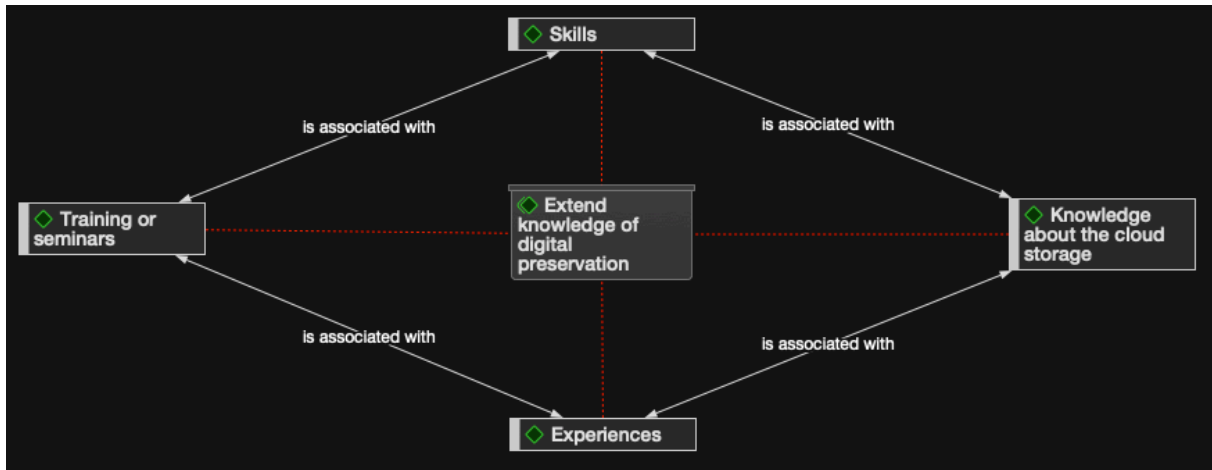 Skills
is associated with
is associated with
Training or
seminars
Extend
knowledge of
digital
preservation
Knowledge
about the cloud
storage
is associated with
is associated with
Experiences